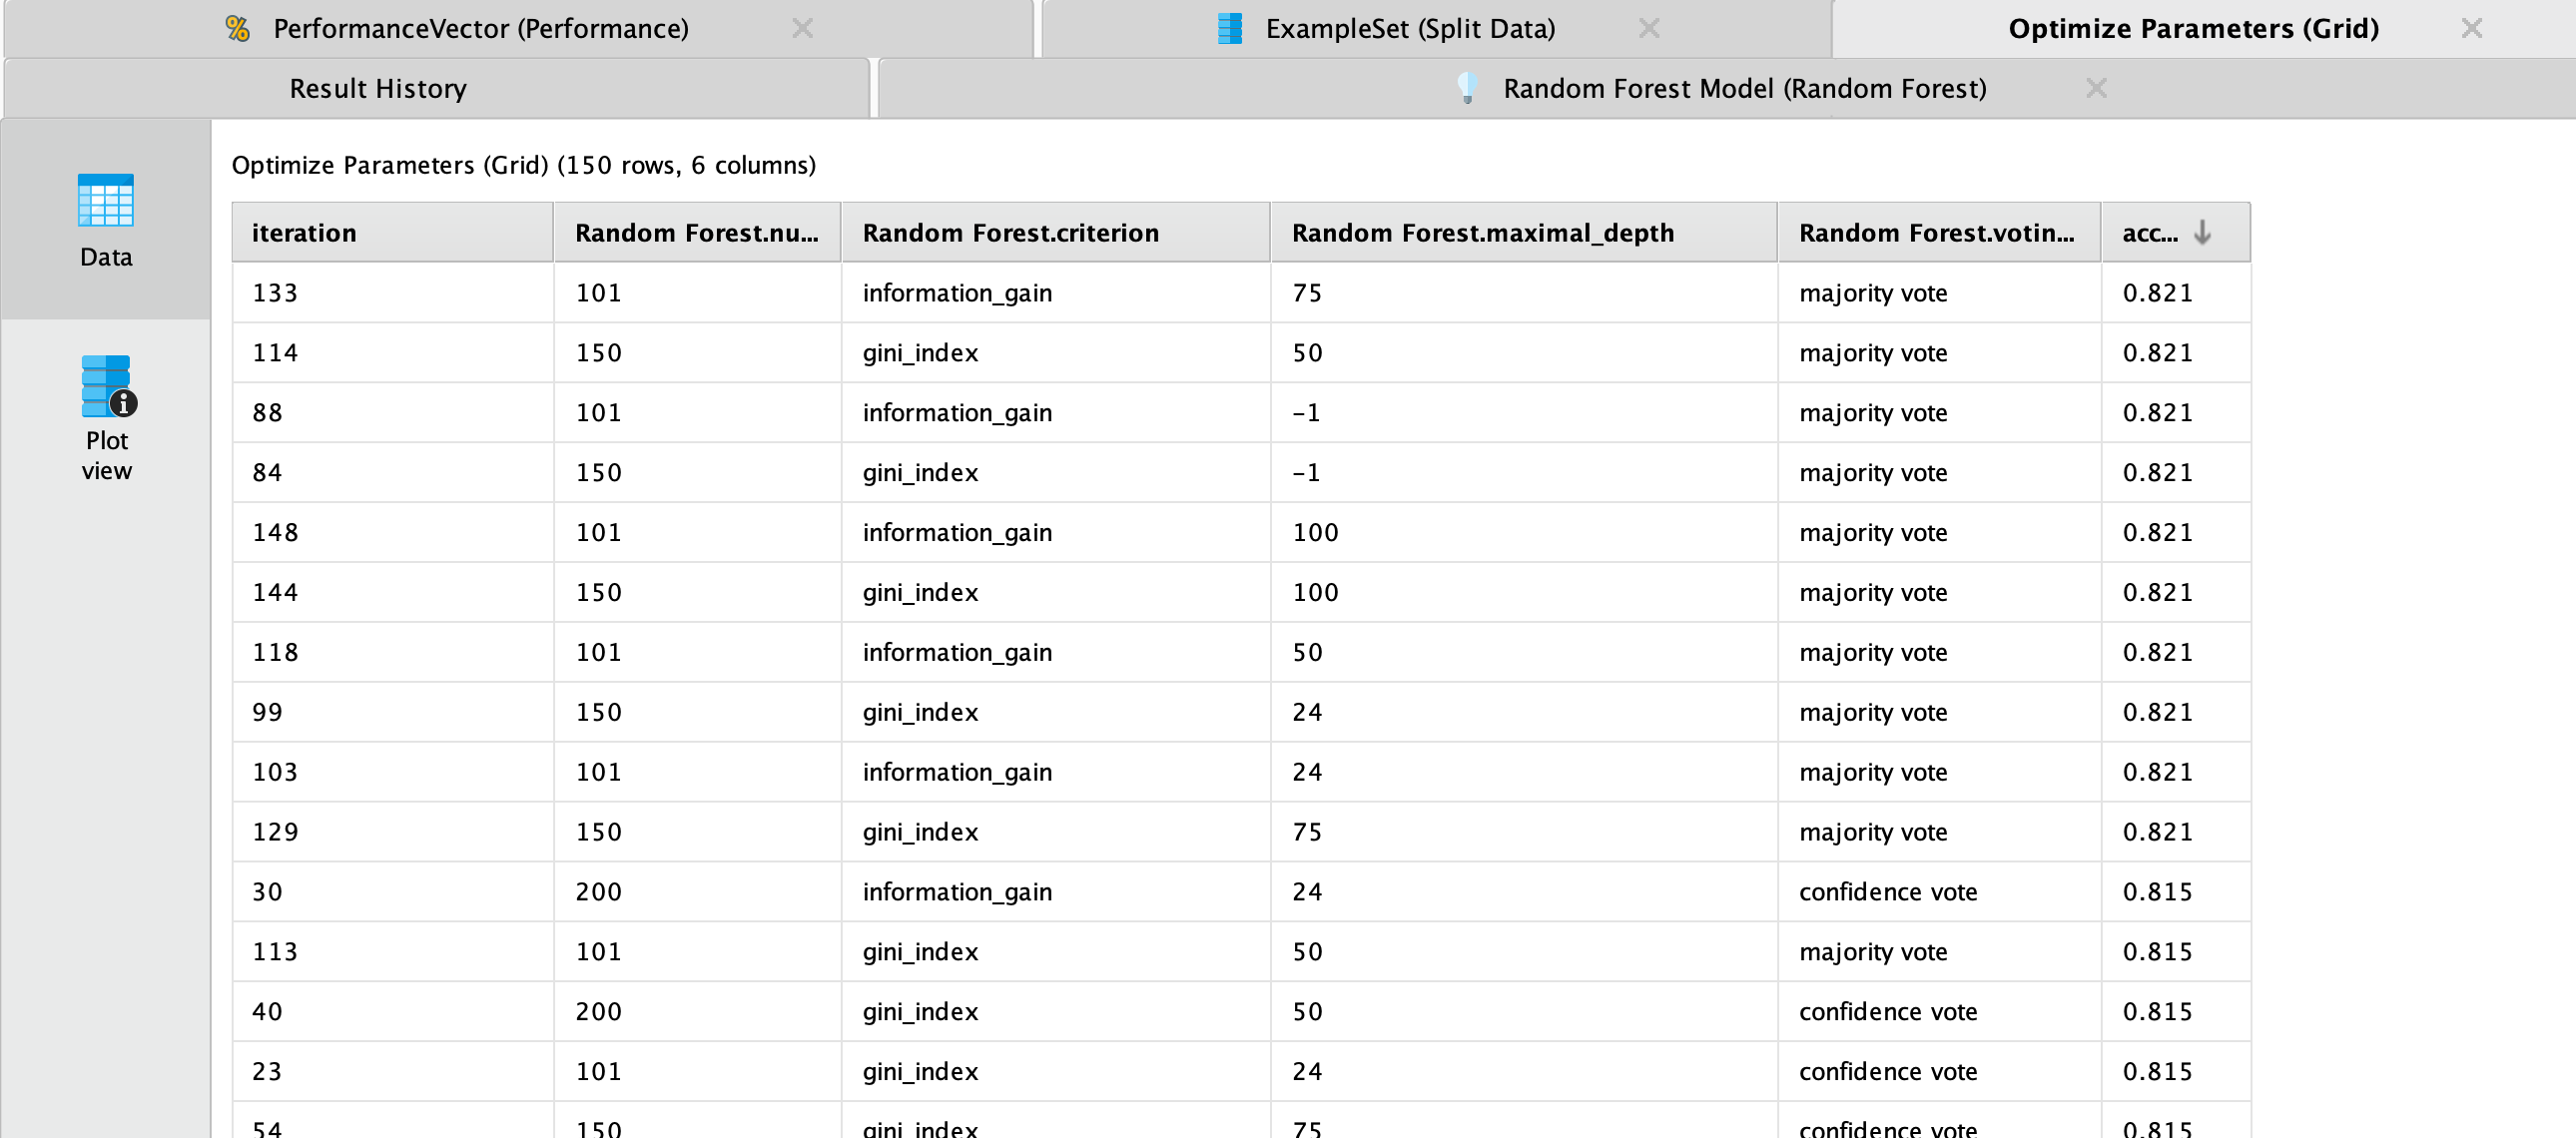 PerformanceVector (Performance) ExampleSet (Split Data) Optimize Parameters (Grid)
Result History Random Forest Model (Random Forest)
Optimize Parameters (Grid) (150 rows, 6 columns)
Data
Plot
view
iteration Random Forest.nu... Random Forest.criterion Random Forest.maximal_depth Random Forest.votin... acc...
133 101 information_gain 75 majority vote 0.821
114 150 gini_index 50 majority vote 0.821
88 101 information_gain -1 majority vote 0.821
84 150 gini_index -1 majority vote 0.821
148 101 information_gain 100 majority vote 0.821
144 150 gini_index 100 majority vote 0.821
118 101 information_gain 50 majority vote 0.821
99 150 gini_index 24 majority vote 0.821
103 101 information_gain 24 majority vote 0.821
129 150 gini_index 75 majority vote 0.821
30 200 information_gain 24 confidence vote 0.815
113 101 gini_index 50 majority vote 0.815
40 200 gini_index 50 confidence vote 0.815
23 101 gini_index 24 confidence vote 0.815
54 150 gini_index 75 confidence vote 0.815